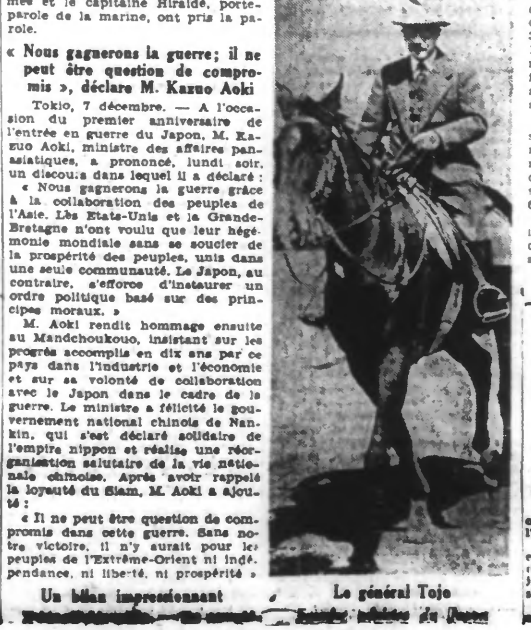 mes et le capitaine Hiraide, porte-
parole de la marine, ont pris la pa-
role.
« Nous gagnerons la guerre; il ne
peut être question de compro-
mis », déclare M. Kazuo Aoki
Tokio, 7 décembre. — A l'occa-
sion du premier anniversaire de
l'entrée en guerre du Japon, M. Ka-
zuo Aoki, ministre des affaires pan-
asiatiques, a prononcé, lundi soir,
un discours dans lequel il a déclaré :
« Nous gagnerons la guerre grâce
à la collaboration des peuples de
l'Asie. Les Etats-Unis et la Grande-
Bretagne n'ont voulu que leur hégé-
monie mondiale sans se soucier de
la prospérité des peuples, unis dans
une seule communauté. Le Japon, au
contraire, s'efforce d'instaurer un
ordre politique basé sur des prin-
cipes moraux. »
M. Aoki rendit hommage ensuite
au Mandchoukouo, insistant sur les
progrès accomplis en dix ans par ce
pays dans l'industrie et l'économie
et sur sa volonté de collaboration
avec le Japon dans le cadre de la
guerre. Le ministre a félicité le gou-
vernement national chinois de Nan-
kin, qui s'est déclaré solidaire de
l'empire nippon et réalise une réor-
ganisation salutaire de la vie natio-
nale chinoise. Après avoir rappelé
la loyauté du Siam, M. Aoki a ajou-
té :
« Il ne peut être question de com-
promis dans cette guerre. Sans no-
tre victoire, il n'y aurait pour les
peuples de l'Extrême-Orient ni indé-
pendance, ni liberté, ni prospérité »
Un bilan impressionnant
Le général Tojo
ministre du Japon